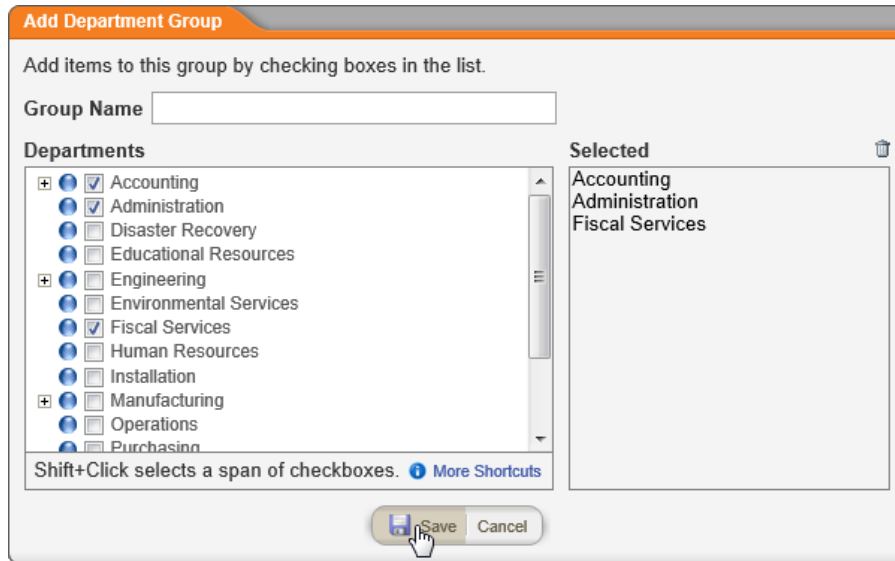 Add Department Group
Add items to this group by checking boxes in the list.
Group Name
Departments
Accounting
Administration
Disaster Recovery
Educational Resources
Engineering
Environmental Services
Fiscal Services
Human Resources
Installation
Manufacturing
Operations
Purchasing
Shift+Click selects a span of checkboxes. More Shortcuts
Selected
Accounting
Administration
Fiscal Services
Save Cancel